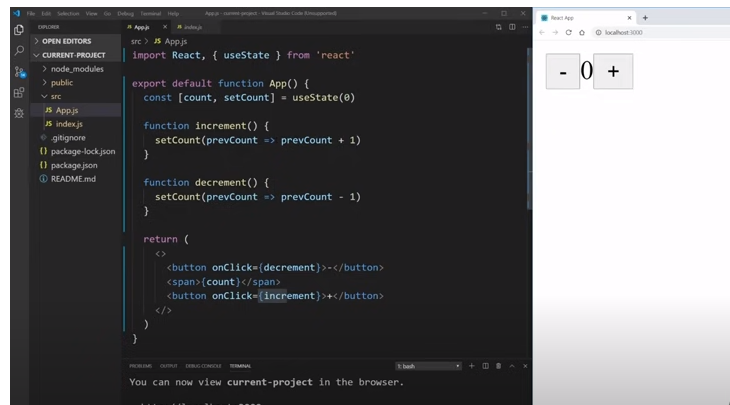 File Edit Selection View Go Debug Terminal Help
App.js - current-project - Visual Studio Code [Unsupported]
EXPLORER
OPEN EDITORS
CURRENT-PROJECT
node_modules
public
src
JS App.js
JS index.js
.gitignore
{} package-lock.json
{} package.json
README.md
JS App.js ×
JS index.js
src > JS App.js
import React, { useState } from 'react'
export default function App() {
const [count, setCount] = useState(0)
function increment() {
setCount(prevCount => prevCount + 1)
}
function decrement() {
setCount(prevCount => prevCount - 1)
}
return (
<>
<button onClick={decrement}>-</button>
<span>{count}</span>
<button onClick={increment}>+</button>
</>
)
}
PROBLEMS OUTPUT DEBUG CONSOLE TERMINAL
1: bash
You can now view current-project in the browser.
React App
localhost:3000
- 0 +